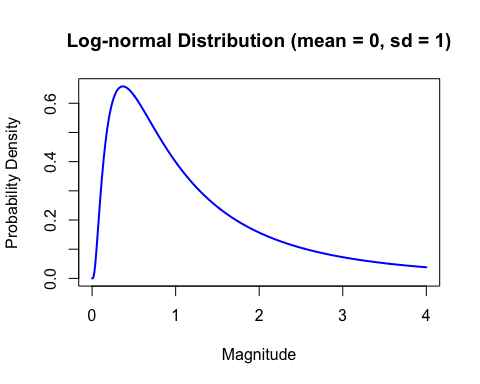 Log-normal Distribution (mean = 0, sd = 1)
Probability Density
0.6
0.4
0.2
0.0
0 1 2 3 4
Magnitude